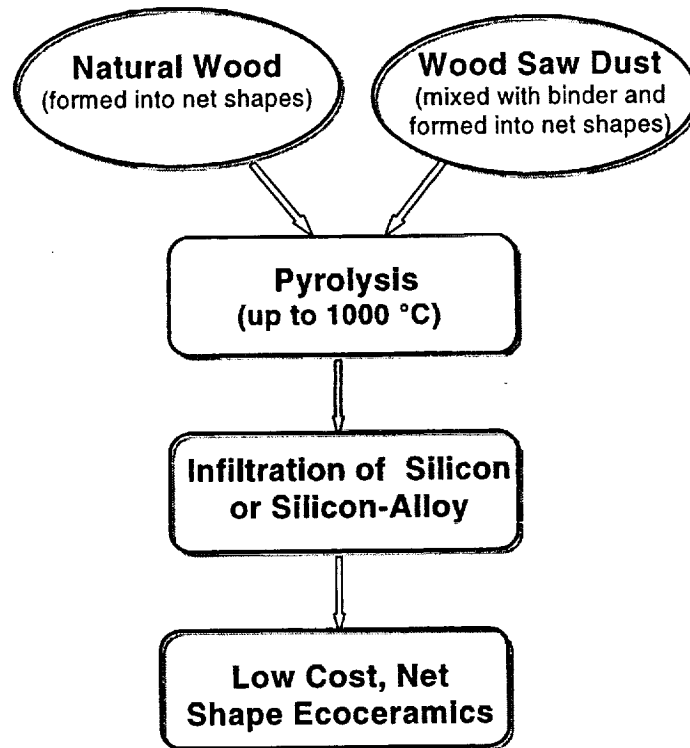 Natural Wood
(formed into net shapes)
Wood Saw Dust
(mixed with binder and
formed into net shapes)
Pyrolysis
(up to 1000 °C)
Infiltration of Silicon
or Silicon-Alloy
Low Cost, Net
Shape Ecoceramics